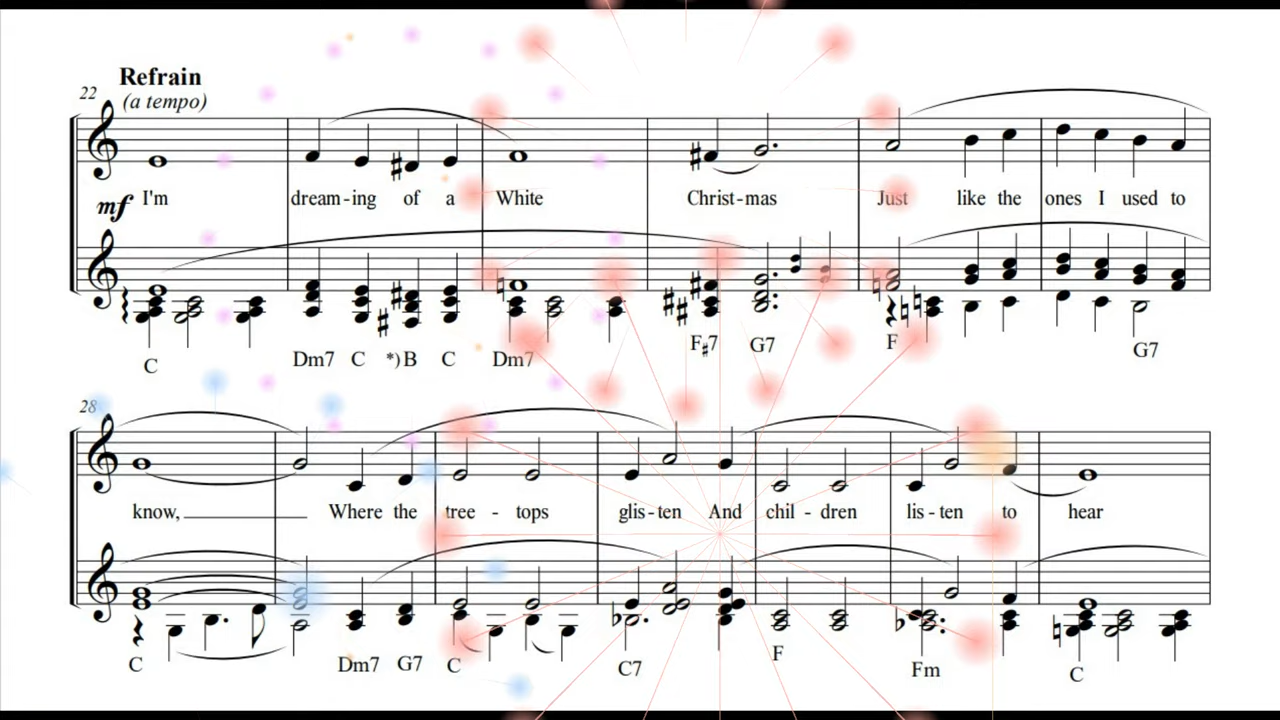 Refrain
22 (a tempo)
mf I'm dream-ing of a White Christ-mas Just like the ones I used to
C Dm7 C *)B C Dm7 F#7 G7 F G7
28
know, Where the tree - tops glis-ten And chil - dren lis-ten to hear
C Dm7 G7 C C7 F Fm C